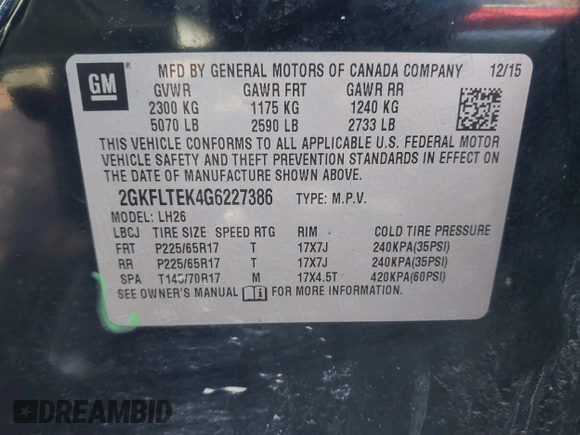 GM
MFD BY GENERAL MOTORS OF CANADA COMPANY 12/15
GVWR GAWR FRT GAWR RR
2300 KG 1175 KG 1240 KG
5070 LB 2590 LB 2733 LB
THIS VEHICLE CONFORMS TO ALL APPLICABLE U.S. FEDERAL MOTOR
VEHICLE SAFETY AND THEFT PREVENTION STANDARDS IN EFFECT ON
THE DATE OF MANUFACTURE SHOWN ABOVE.
2GKFLTEK4G6227386 TYPE: M.P.V.
MODEL: LH26
LBCJ TIRE SIZE SPEED RTG RIM COLD TIRE PRESSURE
FRT P225/65R17 T 17X7J 240KPA(35PSI)
RR P225/65R17 T 17X7J 240KPA(35PSI)
SPA T145/70R17 M 17X4.5T 420KPA(60PSI)
SEE OWNER'S MANUAL FOR MORE INFORMATION.
DREAMBID